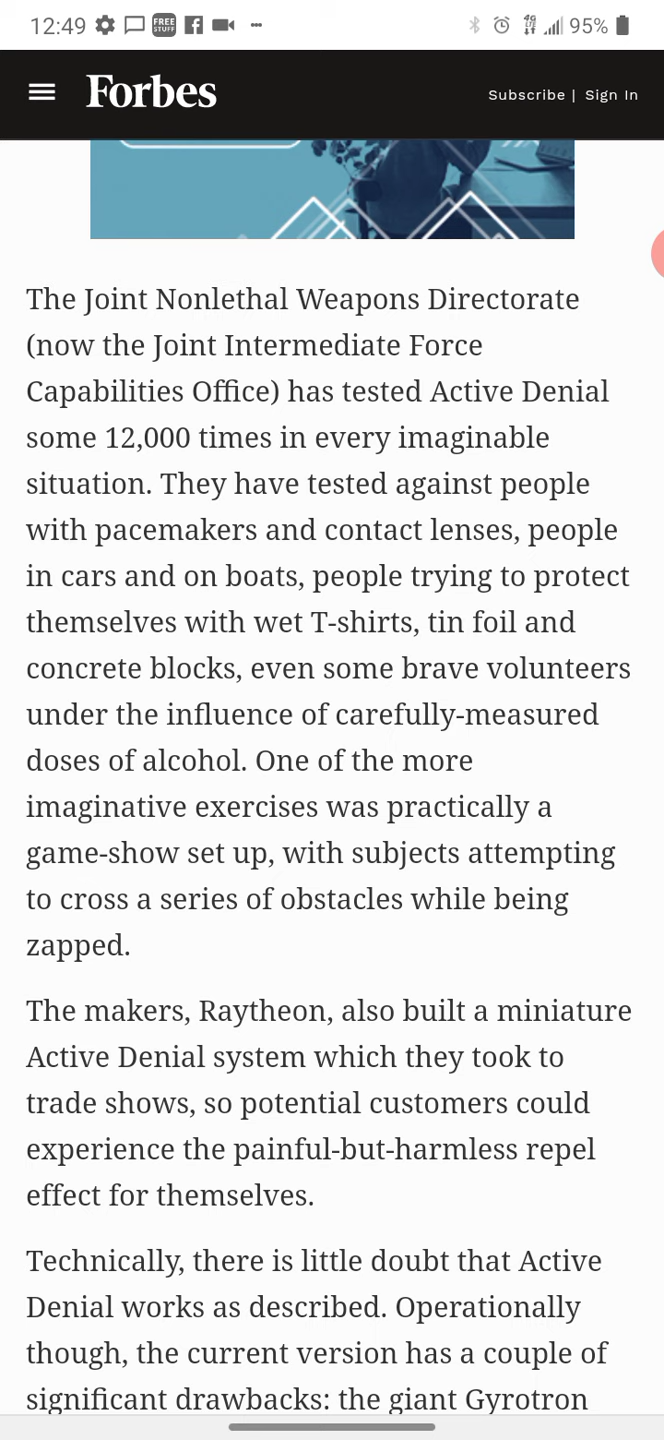 12:49 FREE STUFF 4G 95%
Forbes Subscribe | Sign In
The Joint Nonlethal Weapons Directorate
(now the Joint Intermediate Force
Capabilities Office) has tested Active Denial
some 12,000 times in every imaginable
situation. They have tested against people
with pacemakers and contact lenses, people
in cars and on boats, people trying to protect
themselves with wet T-shirts, tin foil and
concrete blocks, even some brave volunteers
under the influence of carefully-measured
doses of alcohol. One of the more
imaginative exercises was practically a
game-show set up, with subjects attempting
to cross a series of obstacles while being
zapped.
The makers, Raytheon, also built a miniature
Active Denial system which they took to
trade shows, so potential customers could
experience the painful-but-harmless repel
effect for themselves.
Technically, there is little doubt that Active
Denial works as described. Operationally
though, the current version has a couple of
significant drawbacks: the giant Gyrotron